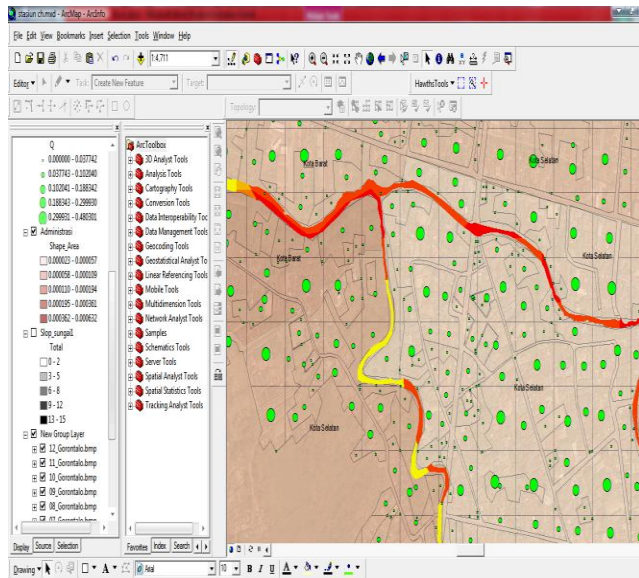 stasiun ch.mxd - ArcMap - ArcInfo
File Edit View Bookmarks Insert Selection Tools Window Help
1:4,711
Editor Task: Create New Feature Target: HawthsTools
Topology:
Q
0.000000 - 0.037742
0.037743 - 0.102040
0.102041 - 0.188342
0.188343 - 0.299930
0.299931 - 0.480301
Administrasi
Shape_Area
0.000023 - 0.000057
0.000058 - 0.000109
0.000110 - 0.000194
0.000195 - 0.000361
0.000362 - 0.000632
Slop_sungai1
Total
0 - 2
3 - 5
6 - 8
9 - 12
13 - 15
New Group Layer
12_Gorontalo.bmp
11_Gorontalo.bmp
10_Gorontalo.bmp
09_Gorontalo.bmp
08_Gorontalo.bmp
07_Gorontalo.bmp
Display Source Selection
ArcToolbox
3D Analyst Tools
Analysis Tools
Cartography Tools
Conversion Tools
Data Interoperability Toc
Data Management Tools
Geocoding Tools
Geostatistical Analyst To
Linear Referencing Tools
Mobile Tools
Multidimension Tools
Network Analyst Tools
Samples
Schematics Tools
Server Tools
Spatial Analyst Tools
Spatial Statistics Tools
Tracking Analyst Tools
Favorites Index Search
Kota Barat
Kota Selatan
Kota Barat
Kota Selatan
Kota Selatan
Kota Selatan
Drawing A Arial 10 B I U A